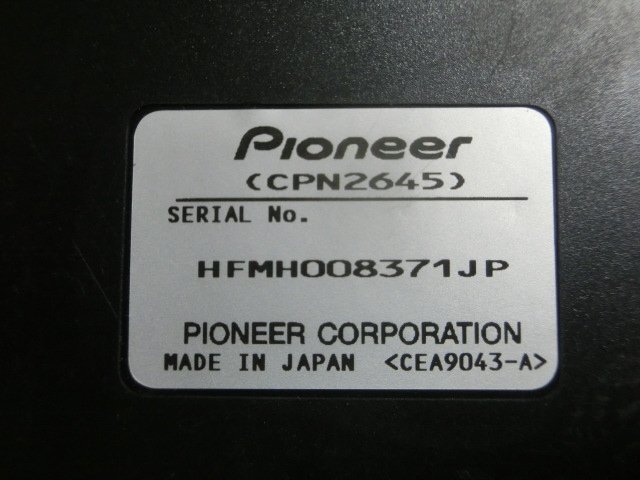 Pioneer
(CPN2645)
SERIAL No.
HFMH008371JP
PIONEER CORPORATION
MADE IN JAPAN <CEA9043-A>